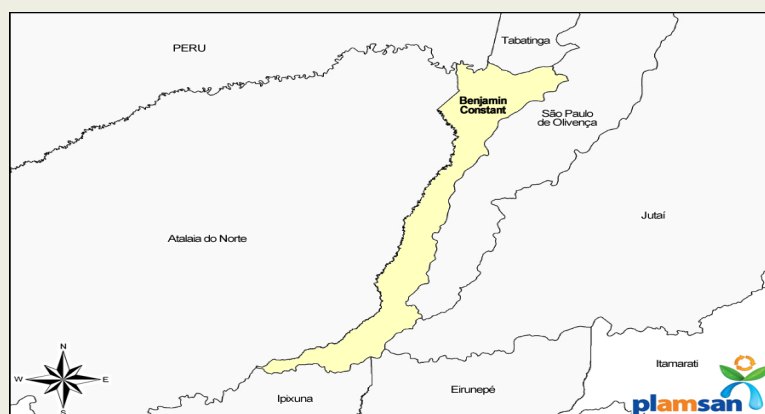 Tabatinga
PERU
Benjamin
Constant
São Paulo
de Olivença
Jutaí
Atalaia do Norte
N
W
E
S
Itamarati
Eirunepé
Ipixuna
plamsan